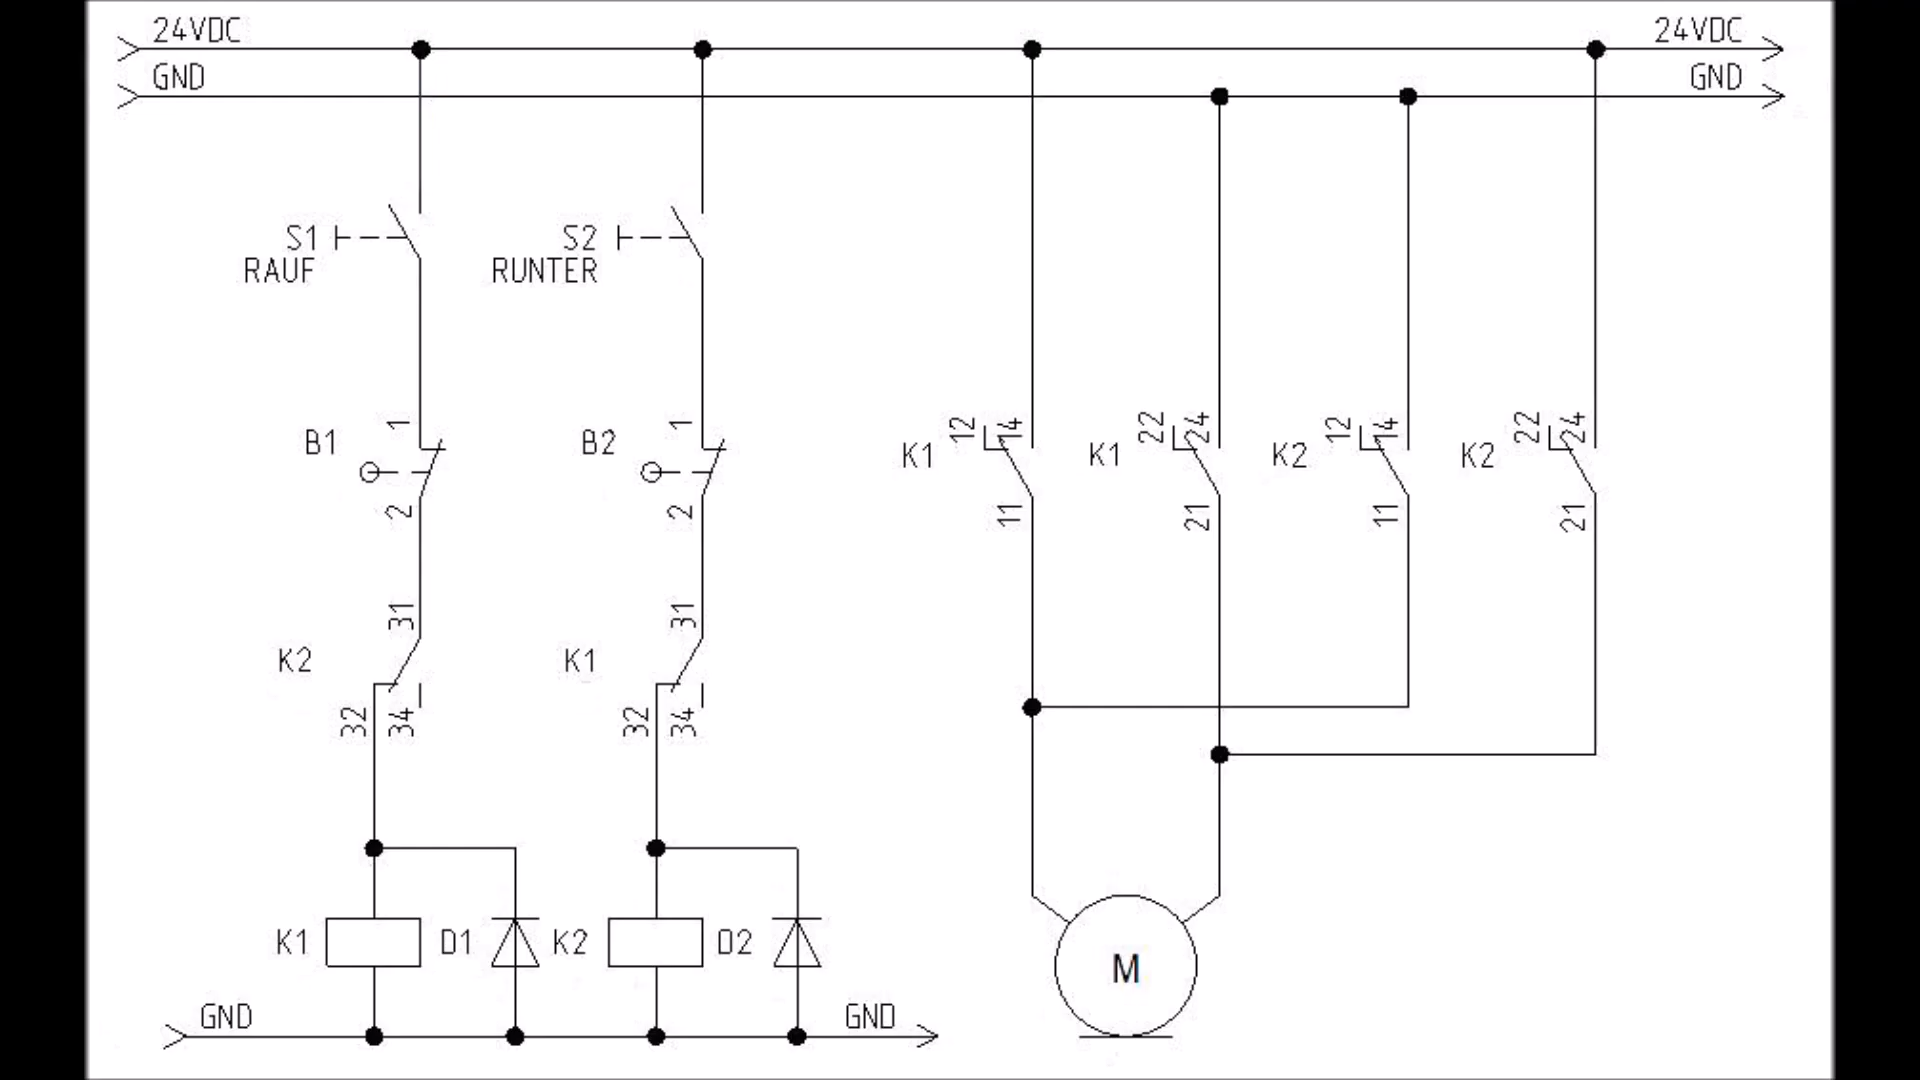 24VDC
24VDC
GND
GND
S1
RAUF
S2
RUNTER
B1
1
2
B2
1
2
K1
12
14
11
K1
22
24
21
K2
12
14
11
K2
22
24
21
K2
31
32
34
K1
31
32
34
K1
D1
K2
D2
M
GND
GND